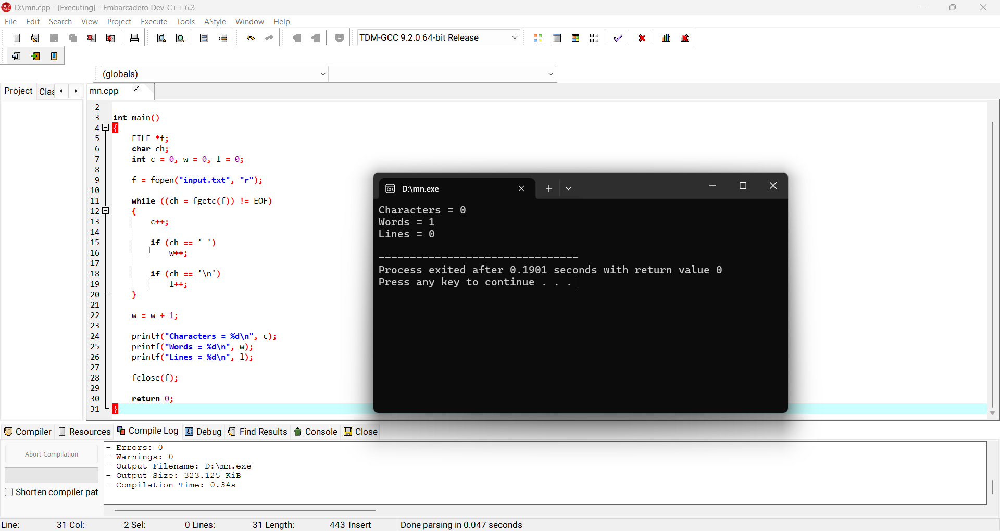 D:\mn.cpp - [Executing] - Embarcadero Dev-C++ 6.3
File Edit Search View Project Execute Tools AStyle Window Help
TDM-GCC 9.2.0 64-bit Release
(globals)
Project Clas mn.cpp
2
3 int main()
4 {
5 FILE *f;
6 char ch;
7 int c = 0, w = 0, l = 0;
8
9 f = fopen("input.txt", "r");
10
11 while ((ch = fgetc(f)) != EOF)
12 {
13 c++;
14
15 if (ch == ' ')
16 w++;
17
18 if (ch == '\n')
19 l++;
20 }
21
22 w = w + 1;
23
24 printf("Characters = %d\n", c);
25 printf("Words = %d\n", w);
26 printf("Lines = %d\n", l);
27
28 fclose(f);
29
30 return 0;
31 }
D:\mn.exe
Characters = 0
Words = 1
Lines = 0
--------------------------------
Process exited after 0.1901 seconds with return value 0
Press any key to continue . . .
Compiler Resources Compile Log Debug Find Results Console Close
Abort Compilation
Shorten compiler pat
- Errors: 0
- Warnings: 0
- Output Filename: D:\mn.exe
- Output Size: 323.125 KiB
- Compilation Time: 0.34s
Line: 31 Col: 2 Sel: 0 Lines: 31 Length: 443 Insert Done parsing in 0.047 seconds